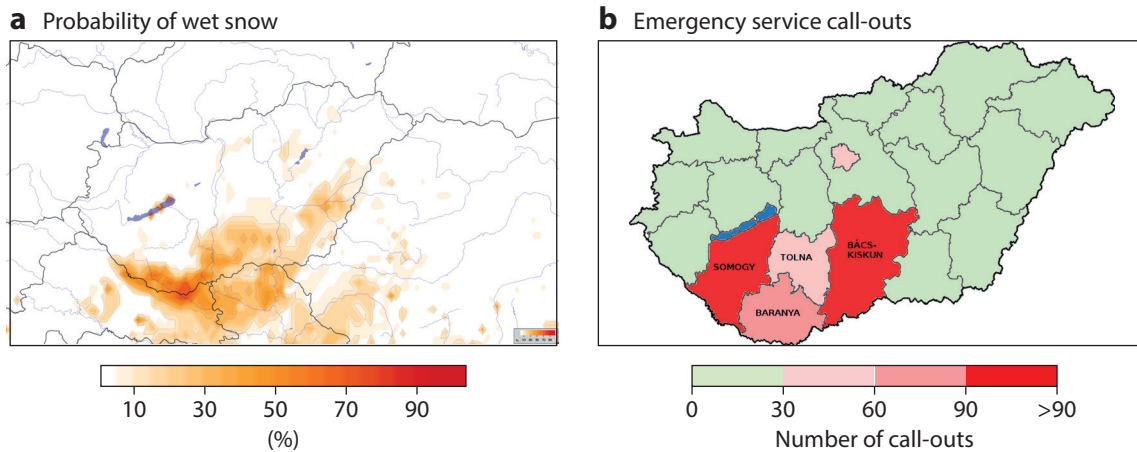 a Probability of wet snow
10 30 50 70 90
(%)
b Emergency service call-outs
SOMOGY
TOLNA
BÁCS-
KISKUN
BARANYA
0 30 60 90 >90
Number of call-outs